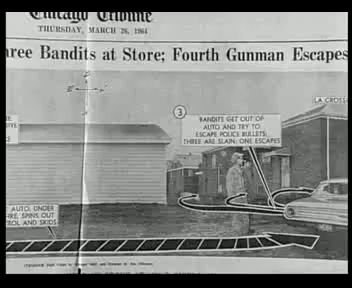 Chicago Tribune
THURSDAY, MARCH 26, 1964
hree Bandits at Store; Fourth Gunman Escapes
3
BANDITS GET OUT OF
AUTO AND TRY TO
ESCAPE POLICE BULLETS,
THREE ARE SLAIN; ONE ESCAPES
LA CROSS
AUTO, UNDER
FIRE, SPINS OUT
TROL AND SKIDS